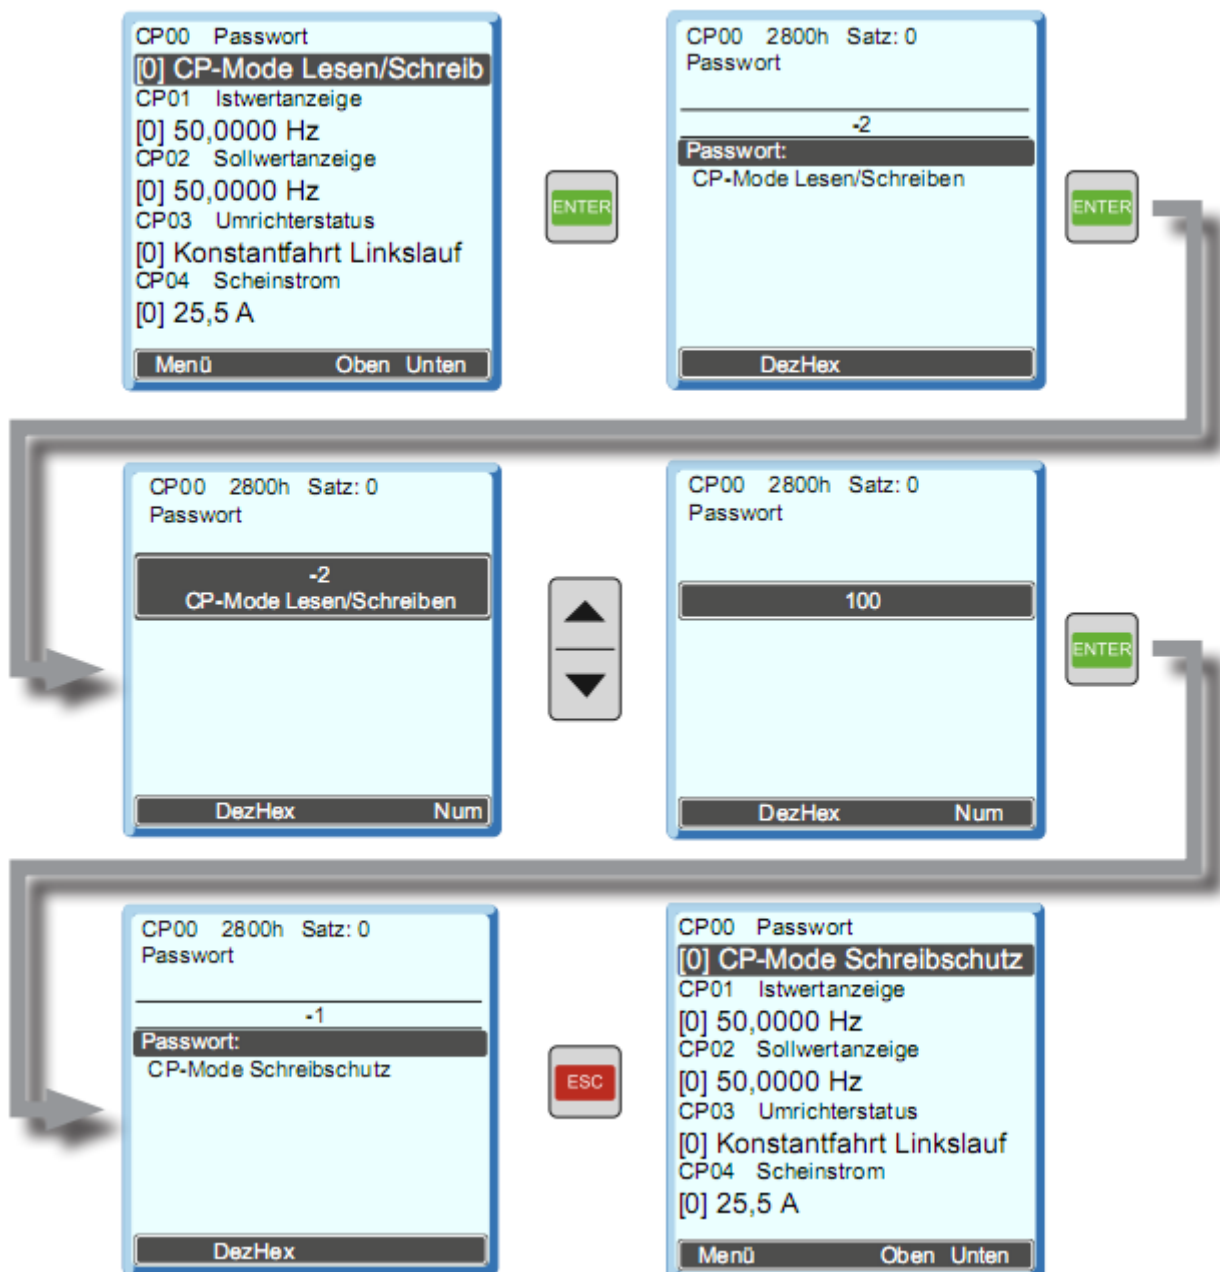 CP00 Passwort
[0] CP-Mode Lesen/Schreib
CP01 Istwertanzeige
[0] 50,0000 Hz
CP02 Sollwertanzeige
[0] 50,0000 Hz
CP03 Umrichterstatus
[0] Konstantfahrt Linkslauf
CP04 Scheinstrom
[0] 25,5 A
Menü Oben Unten
ENTER
CP00 2800h Satz: 0
Passwort
-2
Passwort:
CP-Mode Lesen/Schreiben
DezHex
ENTER
CP00 2800h Satz: 0
Passwort
-2
CP-Mode Lesen/Schreiben
DezHex Num
CP00 2800h Satz: 0
Passwort
100
DezHex Num
ENTER
CP00 2800h Satz: 0
Passwort
-1
Passwort:
CP-Mode Schreibschutz
DezHex
ESC
CP00 Passwort
[0] CP-Mode Schreibschutz
CP01 Istwertanzeige
[0] 50,0000 Hz
CP02 Sollwertanzeige
[0] 50,0000 Hz
CP03 Umrichterstatus
[0] Konstantfahrt Linkslauf
CP04 Scheinstrom
[0] 25,5 A
Menü Oben Unten